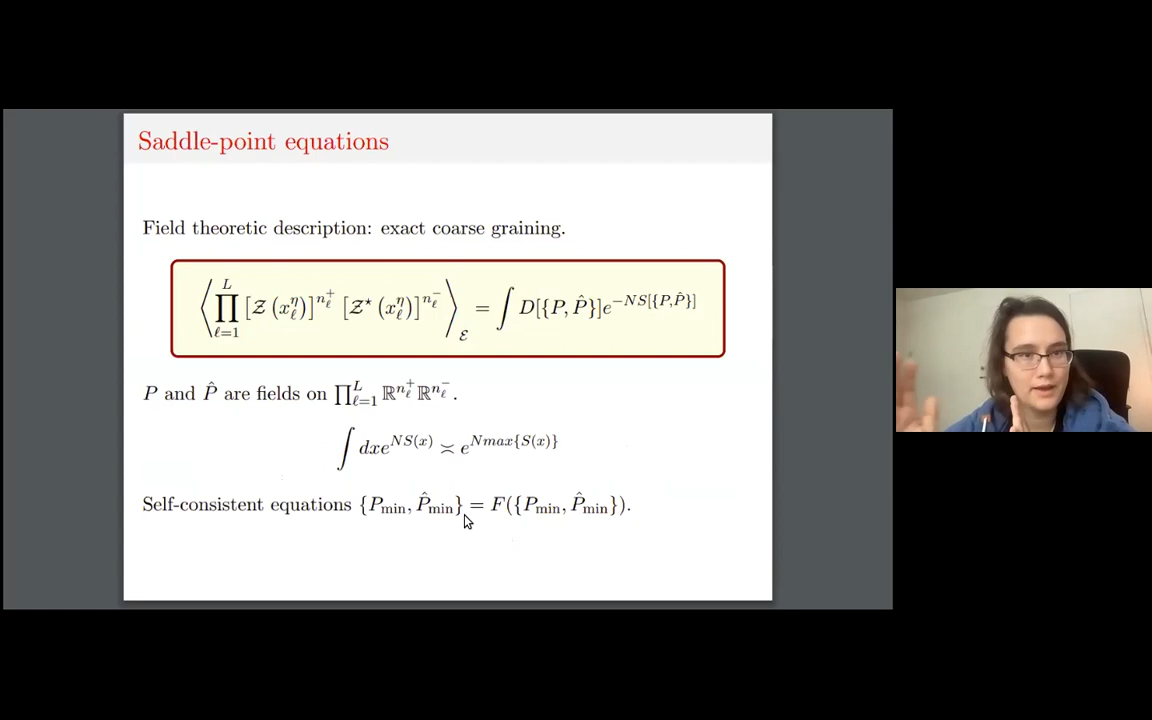 Saddle-point equations
Field theoretic description: exact coarse graining.
⟨∏_{ℓ=1}^{L} [𝒵(x_ℓ^η)]^{n_ℓ^+} [𝒵^⋆(x_ℓ^η)]^{n_ℓ^-}⟩_ℰ = ∫ D[{P, P̂}]e^{−NS[{P,P̂}]}
P and P̂ are fields on ∏_{ℓ=1}^{L} ℝ^{n_ℓ^+} ℝ^{n_ℓ^-}.
∫ dxe^{NS(x)} ≍ e^{Nmax{S(x)}}
Self-consistent equations {P_min, P̂_min} = F({P_min, P̂_min}).